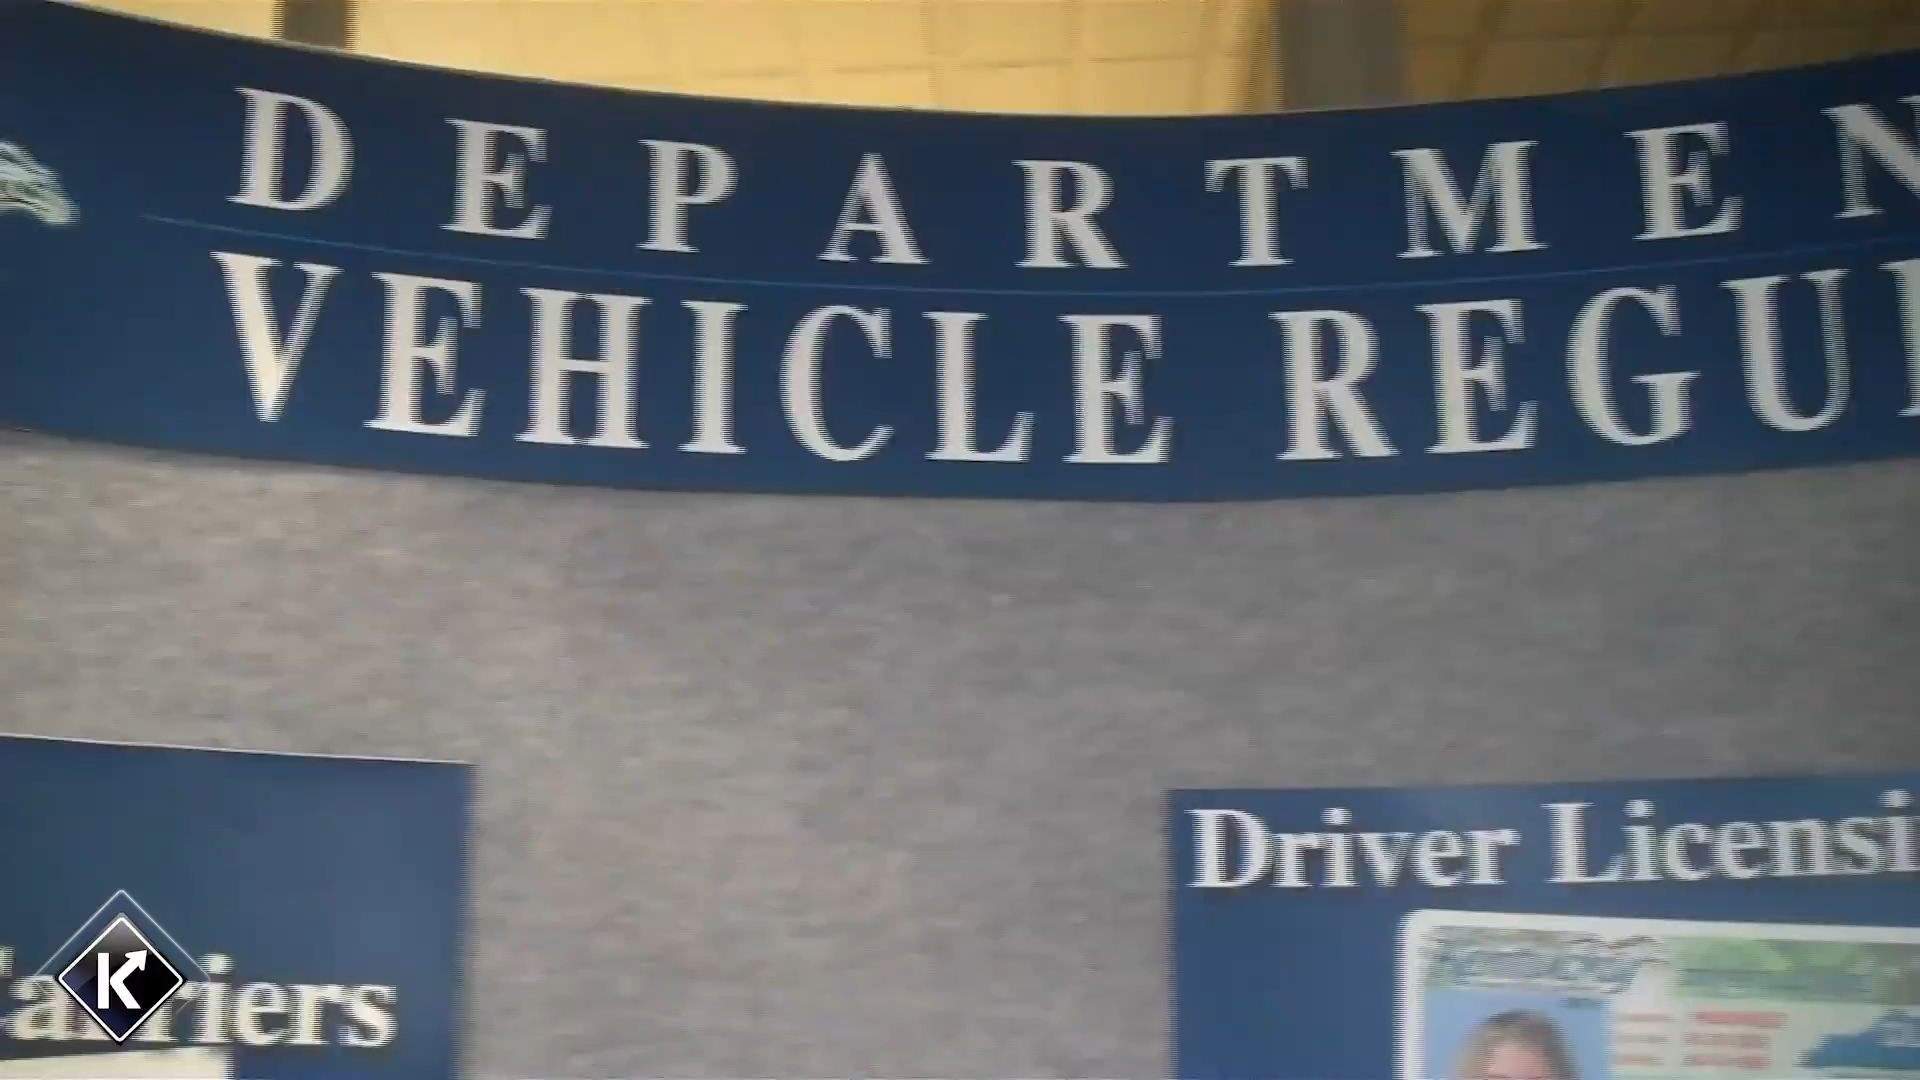 DEPARTMEN
VEHICLE REGU
Driver Licensi
arriers
K